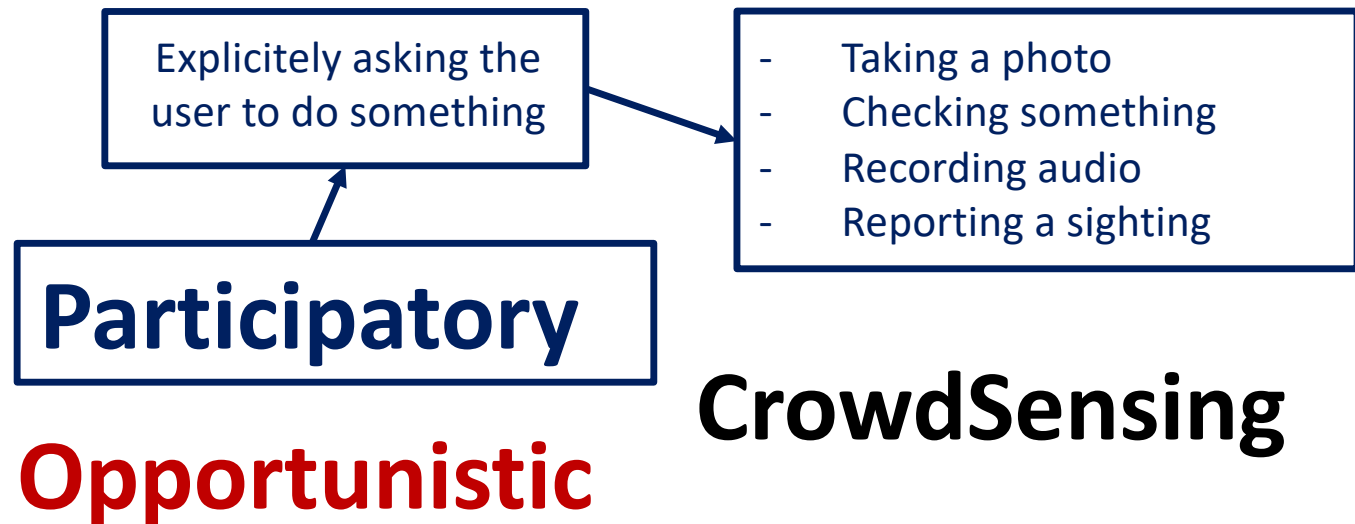 Explicitely asking the
user to do something
- Taking a photo
- Checking something
- Recording audio
- Reporting a sighting
Participatory
CrowdSensing
Opportunistic